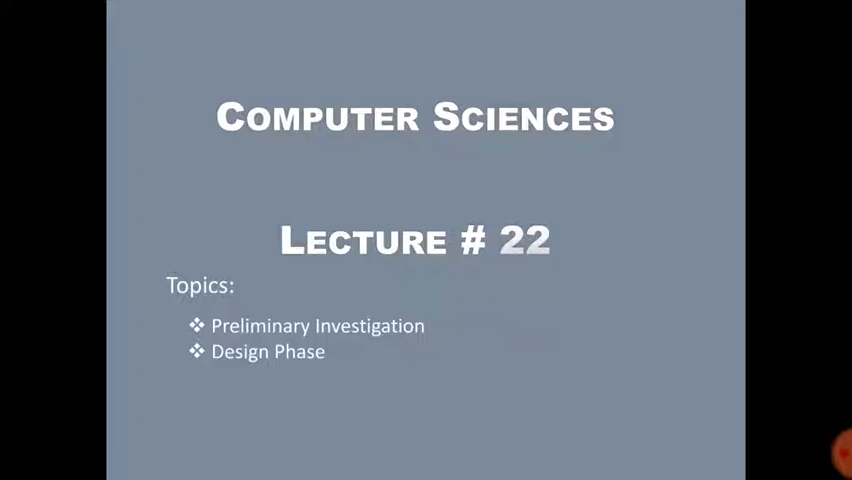 COMPUTER SCIENCES
LECTURE # 22
Topics:
❖ Preliminary Investigation
❖ Design Phase